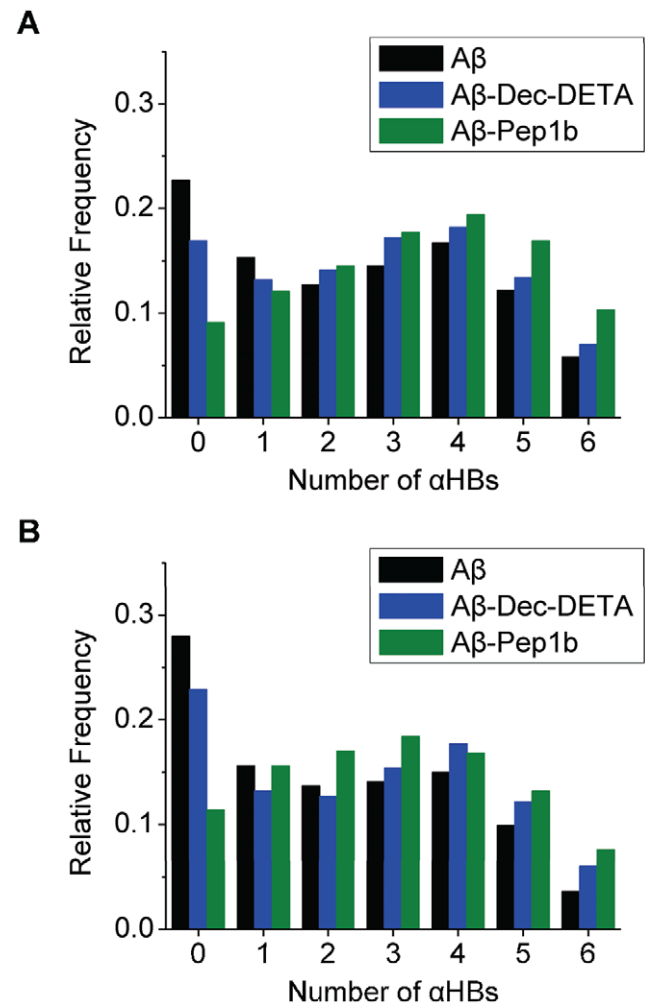 A
Relative Frequency
0.3
0.2
0.1
0.0
Aβ
Aβ-Dec-DETA
Aβ-Pep1b
0 1 2 3 4 5 6
Number of αHBs
B
Relative Frequency
0.3
0.2
0.1
0.0
Aβ
Aβ-Dec-DETA
Aβ-Pep1b
0 1 2 3 4 5 6
Number of αHBs